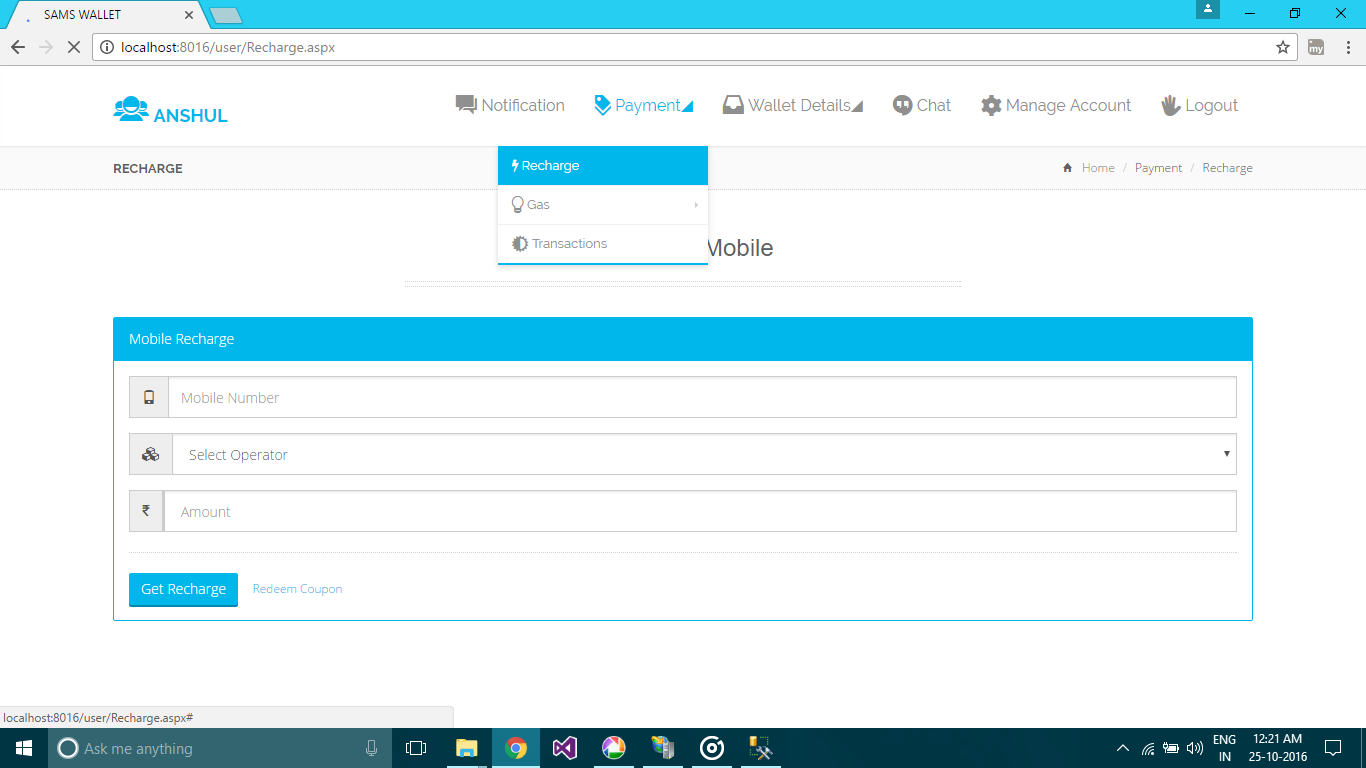 SAMS WALLET
localhost:8016/user/Recharge.aspx
my
ANSHUL
Notification
Payment
Wallet Details
Chat
Manage Account
Logout
RECHARGE
Home / Payment / Recharge
Recharge
Gas
Transactions
Mobile
Mobile Recharge
Mobile Number
Select Operator
₹ Amount
Get Recharge Redeem Coupon
localhost:8016/user/Recharge.aspx#
Ask me anything
ENG
IN
12:21 AM
25-10-2016